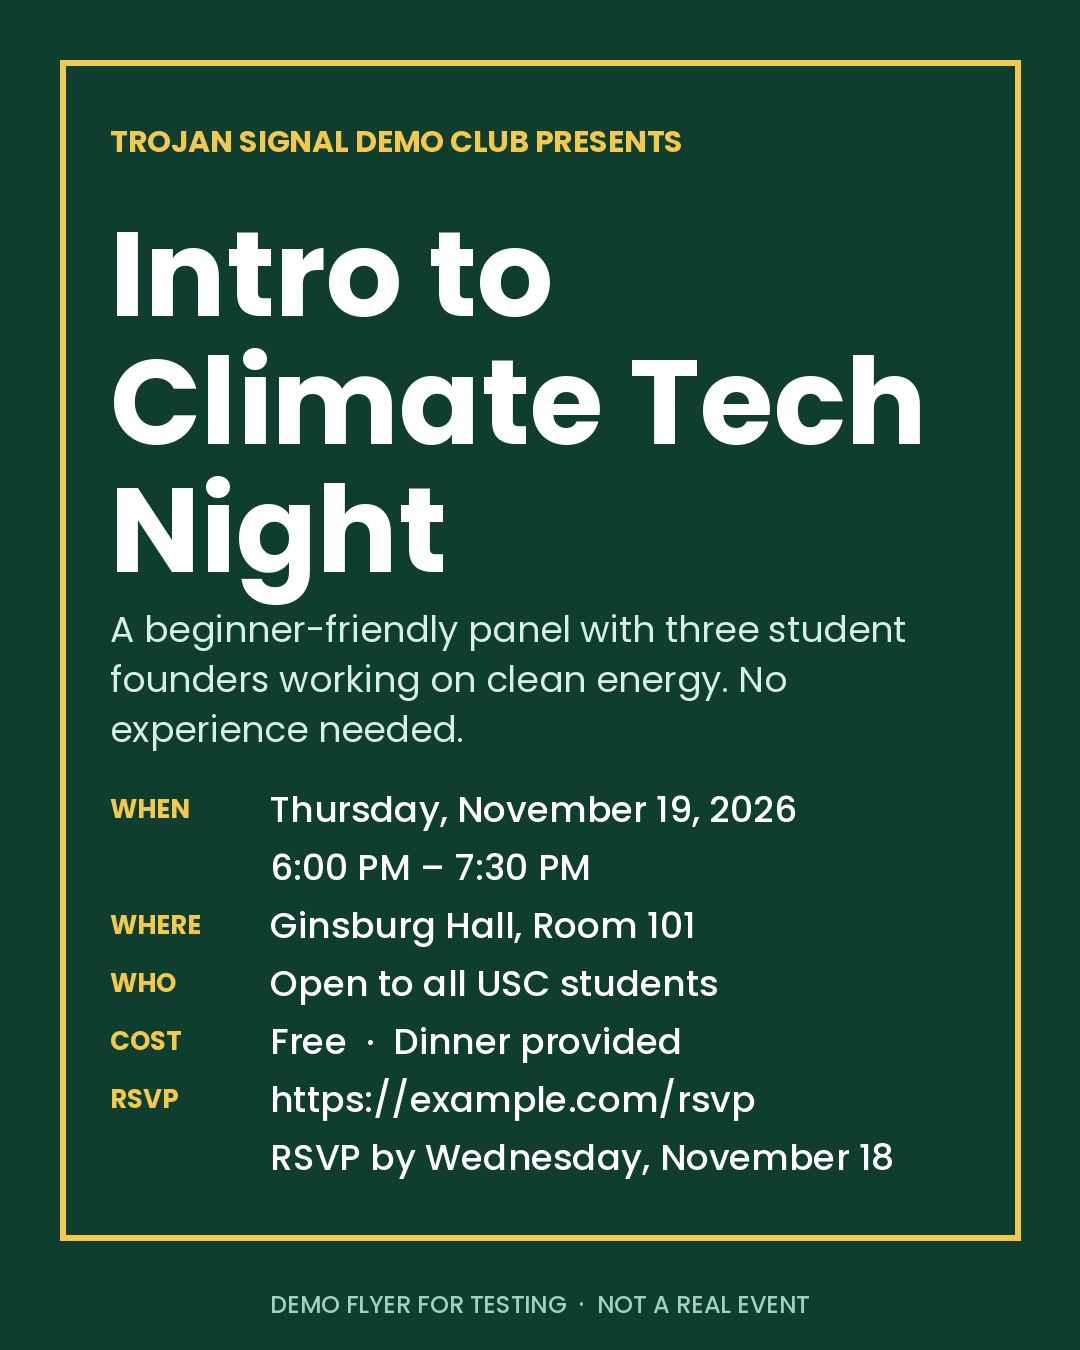 TROJAN SIGNAL DEMO CLUB PRESENTS
Intro to
Climate Tech
Night
A beginner-friendly panel with three student
founders working on clean energy. No
experience needed.
WHEN Thursday, November 19, 2026
6:00 PM – 7:30 PM
WHERE Ginsburg Hall, Room 101
WHO Open to all USC students
COST Free · Dinner provided
RSVP https://example.com/rsvp
RSVP by Wednesday, November 18
DEMO FLYER FOR TESTING · NOT A REAL EVENT